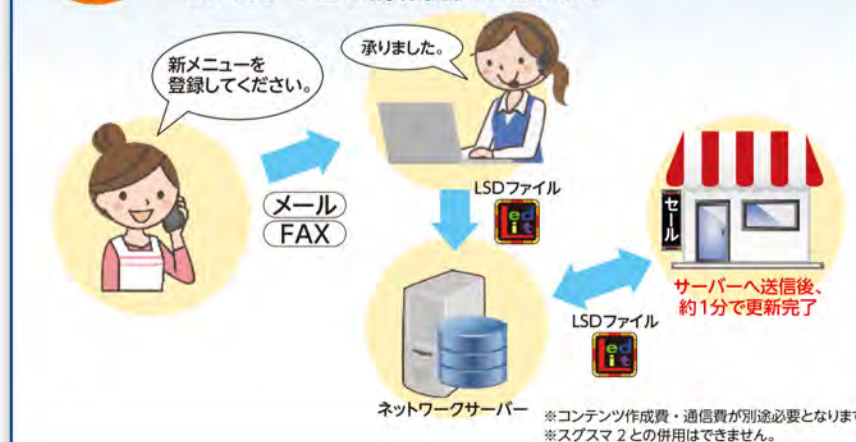 新メニューを
登録してください。
承りました。
メール
FAX
LSDファイル
Led
it
セール
サーバーへ送信後、
約1分で更新完了
LSDファイル
Led
it
ネットワークサーバー
※コンテンツ作成費・通信費が別途必要となります
※スグスマ2との併用はできません。